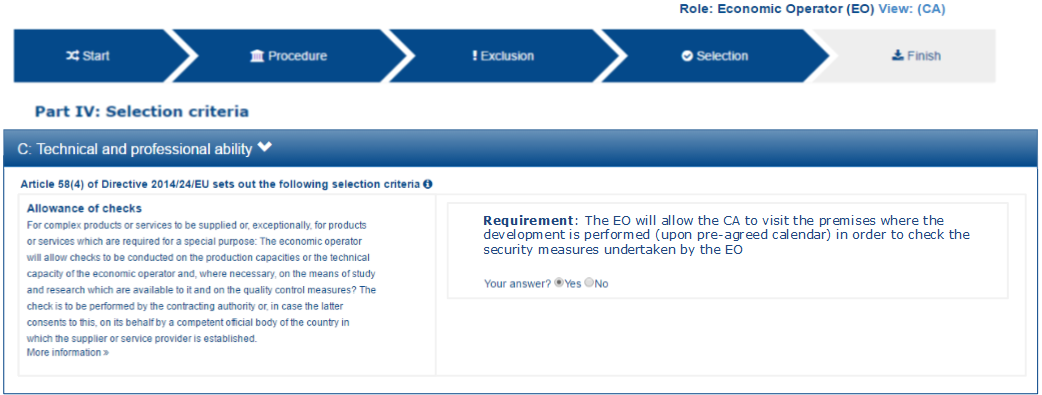 Role: Economic Operator (EO) View: (CA)
Start
Procedure
Exclusion
Selection
Finish
Part IV: Selection criteria
C: Technical and professional ability
Article 58(4) of Directive 2014/24/EU sets out the following selection criteria
Allowance of checks
For complex products or services to be supplied or, exceptionally, for products
or services which are required for a special purpose: The economic operator
will allow checks to be conducted on the production capacities or the technical
capacity of the economic operator and, where necessary, on the means of study
and research which are available to it and on the quality control measures? The
check is to be performed by the contracting authority or, in case the latter
consents to this, on its behalf by a competent official body of the country in
which the supplier or service provider is established.
More information »
Requirement: The EO will allow the CA to visit the premises where the
development is performed (upon pre-agreed calendar) in order to check the
security measures undertaken by the EO
Your answer? Yes No